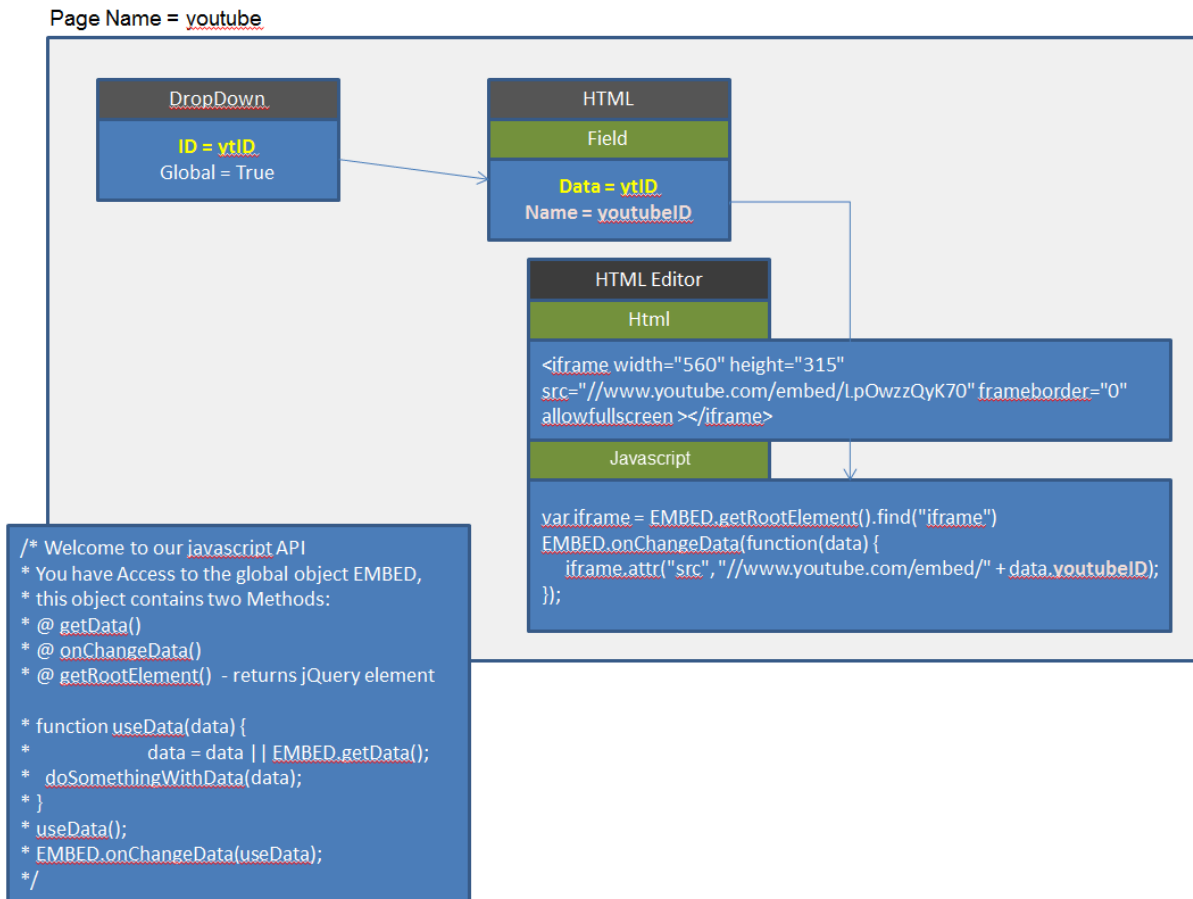 Page Name = youtube
DropDown
ID = ytID
Global = True
HTML
Field
Data = ytID
Name = youtubeID
HTML Editor
Html
<iframe width="560" height="315"
src="//www.youtube.com/embed/LpOwzzQyK70" frameborder="0"
allowfullscreen ></iframe>
Javascript
var iframe = EMBED.getRootElement().find("iframe")
EMBED.onChangeData(function(data) {
iframe.attr("src","//www.youtube.com/embed/" + data.youtubeID);
});
/* Welcome to our javascript API
* You have Access to the global object EMBED,
* this object contains two Methods:
* @ getData()
* @ onChangeData()
* @ getRootElement() - returns jQuery element
* function useData(data) {
* data = data || EMBED.getData();
* doSomethingWithData(data);
* }
* useData();
* EMBED.onChangeData(useData);
*/